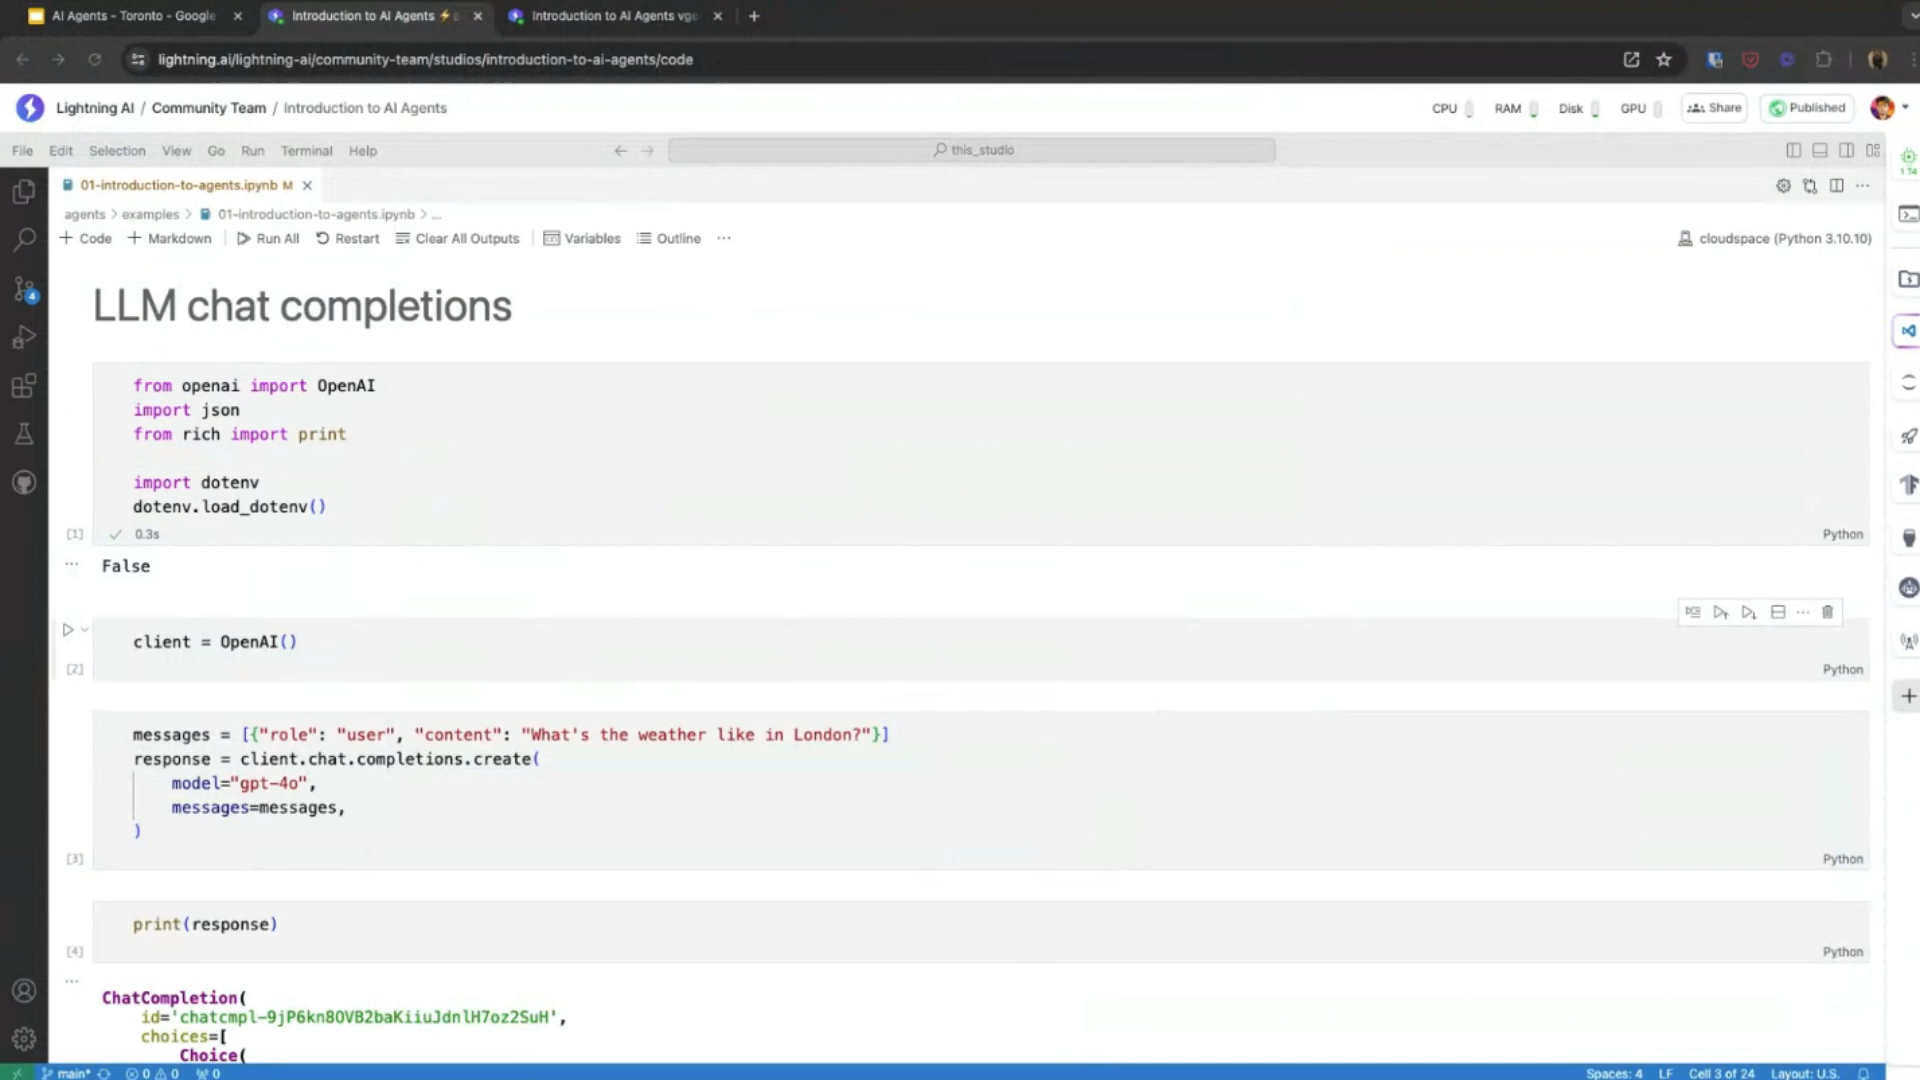 AI Agents - Toronto - Google
Introduction to AI Agents
Introduction to AI Agents
lightning.ai/lightning-ai/community-team/studios/introduction-to-ai-agents/code
Lightning AI / Community Team / Introduction to AI Agents
CPU RAM Disk GPU Share Published
File Edit Selection View Go Run Terminal Help
this_studio
1 T4
01-introduction-to-agents.ipynb M
agents > examples > 01-introduction-to-agents.ipynb > ...
+ Code + Markdown Run All Restart Clear All Outputs Variables Outline ...
cloudspace (Python 3.10.10)
LLM chat completions
from openai import OpenAI
import json
from rich import print
import dotenv
dotenv.load_dotenv()
[1] ✓ 0.3s Python
False
4
client = OpenAI()
[2] Python
messages = [{"role": "user", "content": "What's the weather like in London?"}]
response = client.chat.completions.create(
model="gpt-4o",
messages=messages,
)
[3] Python
print(response)
[4] Python
ChatCompletion(
id='chatcmpl-9jP6kn8OVB2baKiiuJdnlH7oz2SuH',
choices=[
Choice(
main* 0 0 0 Spaces: 4 LF Cell 3 of 24 Layout: U.S.